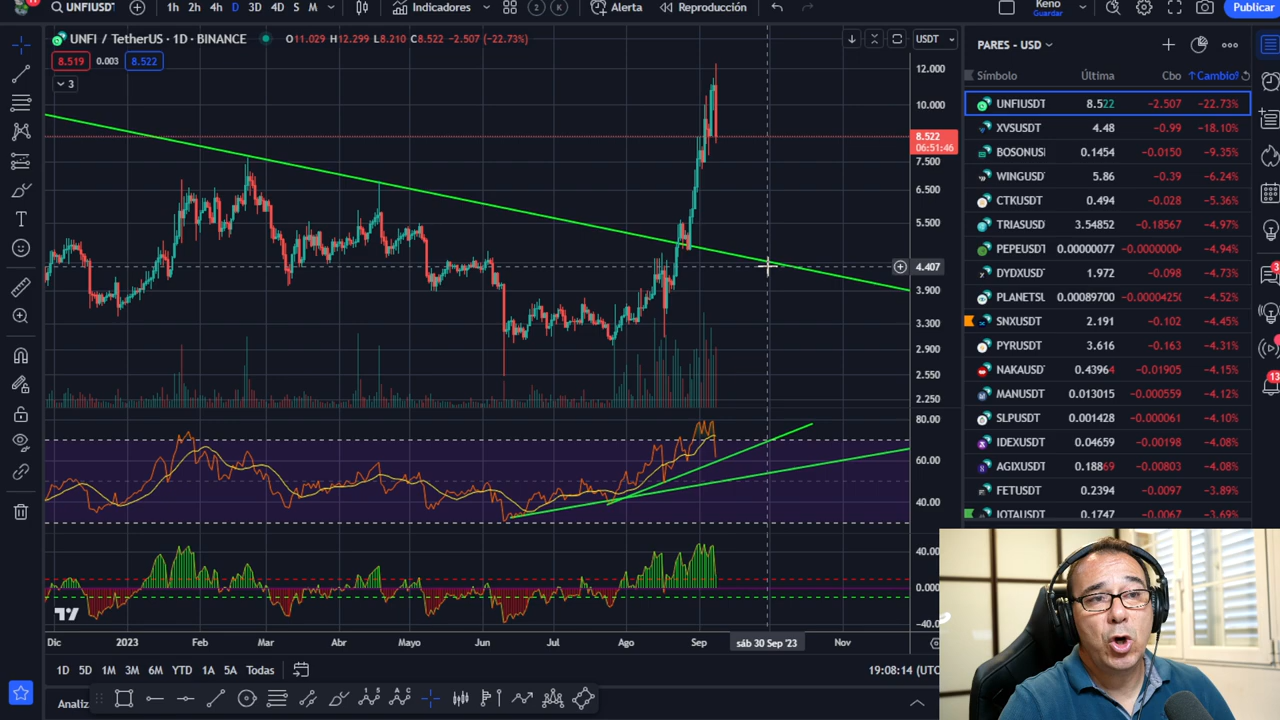 UNFIUSDT 1h 2h 4h D 3D 4D S M Indicadores 2 K Alerta Reproducción Keno Guardar Publicar
UNFI / TetherUS · 1D · BINANCE O11.029 H12.299 L8.210 C8.522 −2.507 (−22.73%) USDT
8.519 0.003 8.522
3
12.000
10.000
8.522
06:51:46
7.500
6.500
5.500
4.407
3.900
3.300
2.900
2.550
2.250
80.00
60.00
40.00
40.00
0.000
−40.00
Dic 2023 Feb Mar Abr Mayo Jun Jul Ago Sep sáb 30 Sep '23 Nov
1D 5D 1M 3M 6M YTD 1A 5A Todas 19:08:14 (UTC
Analiz
PARES - USD
Símbolo Última Cbo Cambio%
UNFIUSDT 8.522 −2.507 −22.73%
XVSUSDT 4.48 −0.99 −18.10%
BOSONUS 0.1454 −0.0150 −9.35%
WINGUSD 5.86 −0.39 −6.24%
CTKUSDT 0.494 −0.028 −5.36%
TRIASUSD 3.54852 −0.18567 −4.97%
PEPEUSDT 0.00000077 −0.0000000 −4.94%
DYDXUSD 1.972 −0.098 −4.73%
PLANETSU 0.00089700 −0.0000425 −4.52%
SNXUSDT 2.191 −0.102 −4.45%
PYRUSDT 3.616 −0.163 −4.31%
NAKAUSD 0.43964 −0.01905 −4.15%
MANUSDT 0.013015 −0.000559 −4.12%
SLPUSDT 0.001428 −0.000061 −4.10%
IDEXUSDT 0.04659 −0.00198 −4.08%
AGIXUSDT 0.18869 −0.00803 −4.08%
FETUSDT 0.2394 −0.0097 −3.89%
IOTAUSDT 0.1747 −0.0067 −3.69%
13